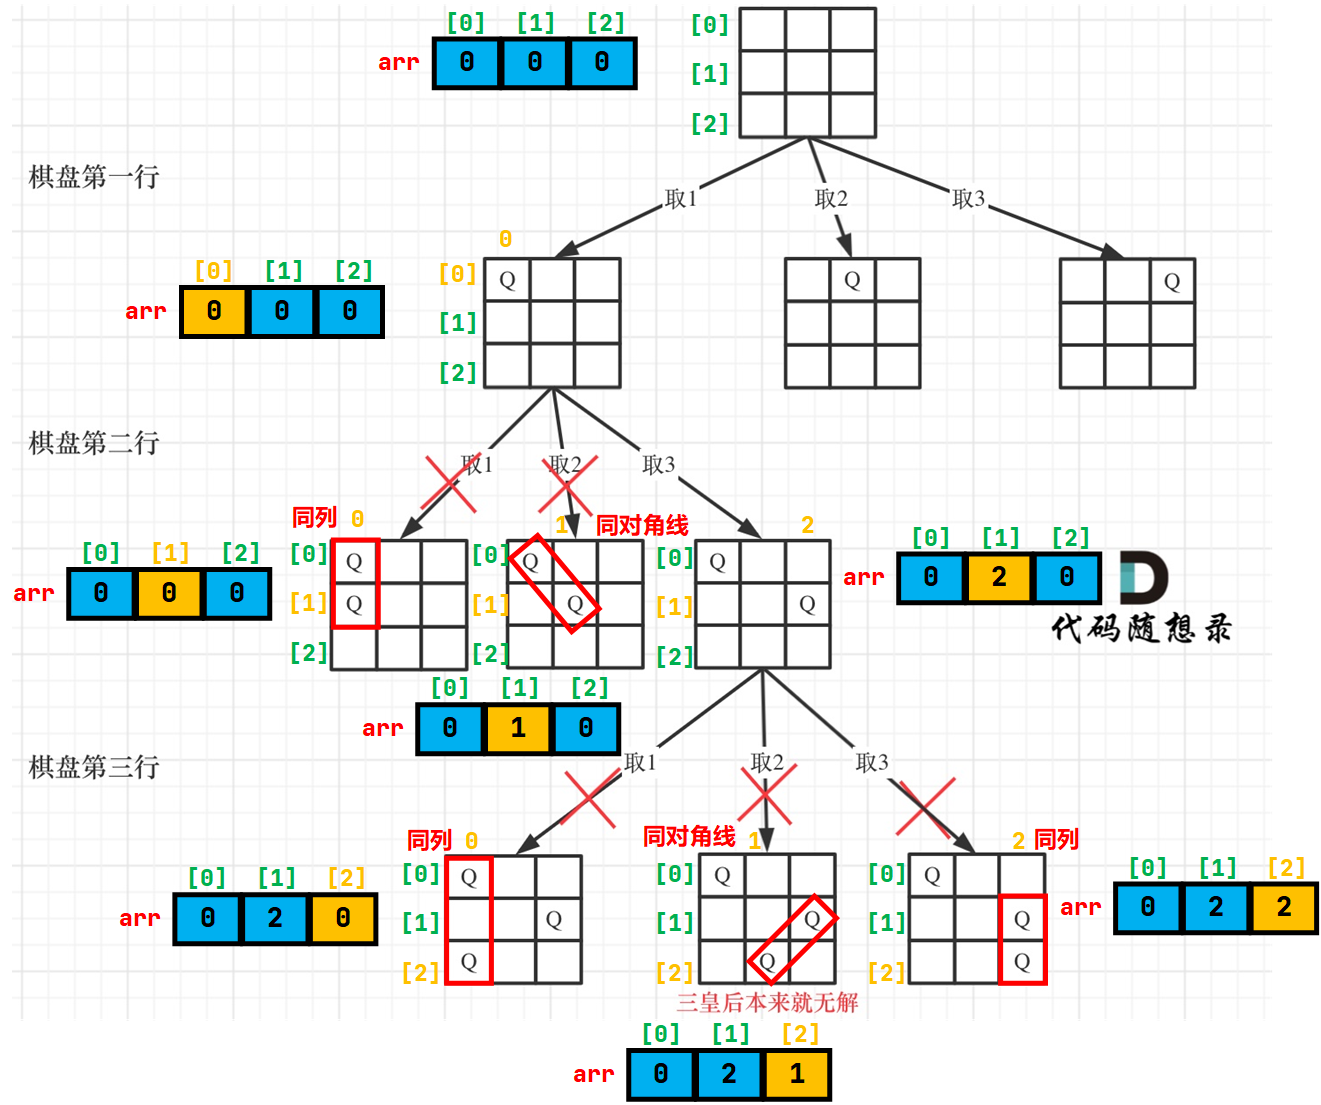 [0] [1] [2]
arr 0 0 0
[0]
[1]
[2]
棋盘第一行
取1 取2 取3
0
[0] [1] [2]
arr 0 0 0
[0] Q
[1]
[2]
Q
Q
棋盘第二行
取1 取2 取3
同列 0
[0] [1] [2]
arr 0 0 0
[0] Q
[1] Q
[2]
1 同对角线
[0] Q
[1] Q
[2]
[0] [1] [2]
arr 0 1 0
2
[0] Q
[1] Q
[2]
[0] [1] [2]
arr 0 2 0
代码随想录
棋盘第三行
取1 取2 取3
同列 0
[0] [1] [2]
arr 0 2 0
[0] Q
[1] Q
[2] Q
同对角线 1
[0] Q
[1] Q
[2] Q
三皇后本来就无解
[0] [1] [2]
arr 0 2 1
2 同列
[0] Q
[1] Q
[2] Q
[0] [1] [2]
arr 0 2 2